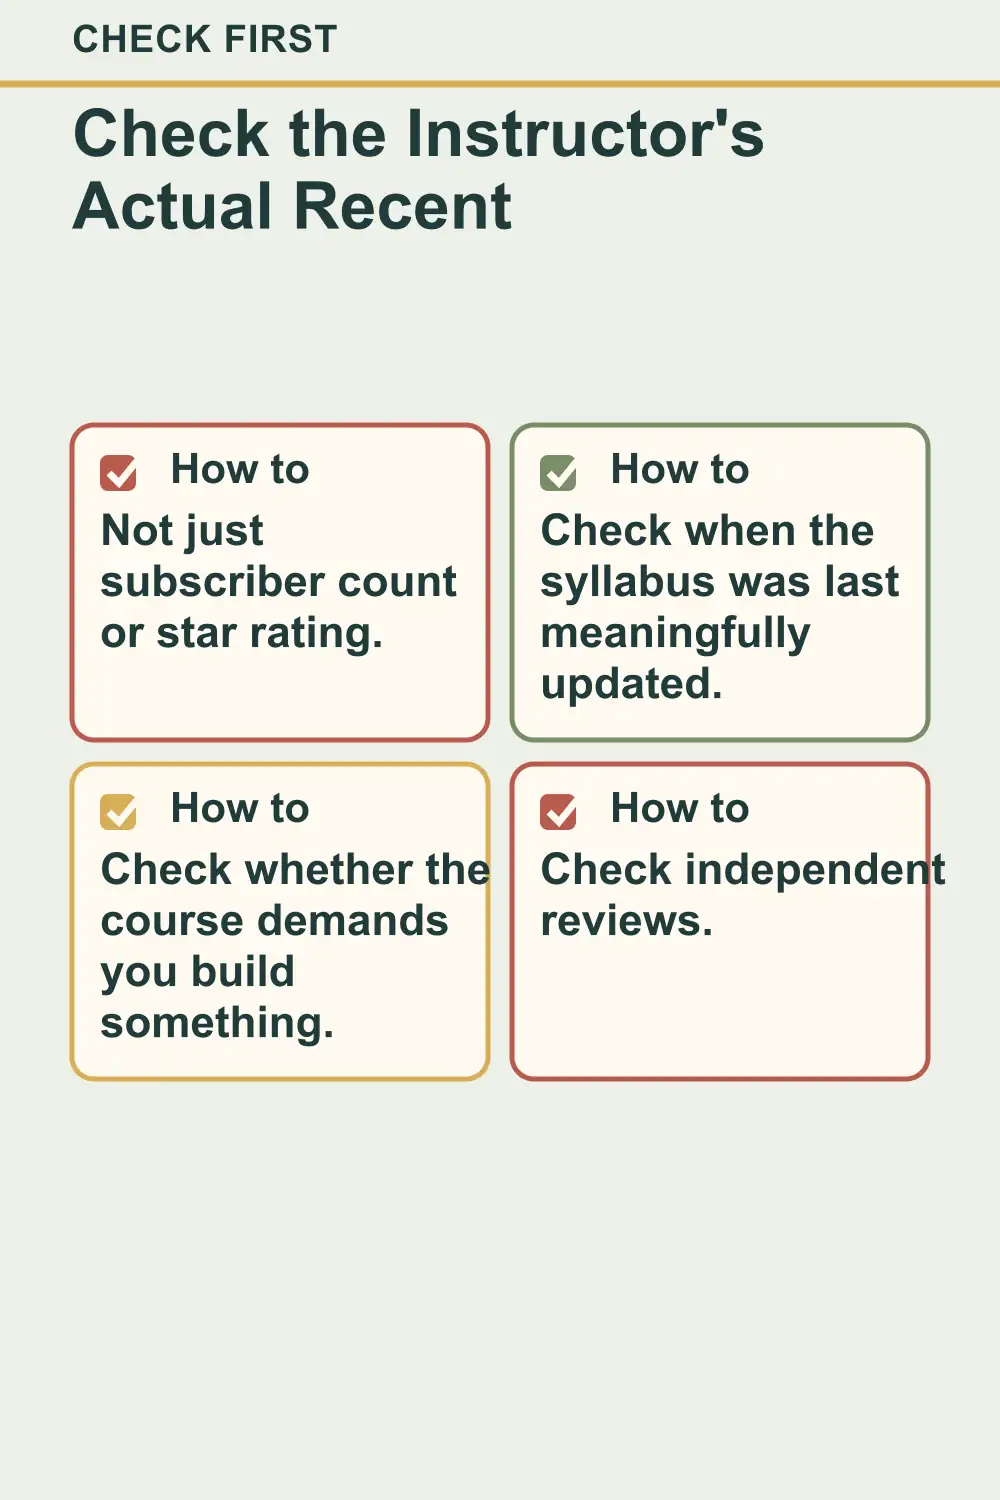 CHECK FIRST
Check the Instructor's
Actual Recent
How to
Not just
subscriber count
or star rating.
How to
Check when the
syllabus was last
meaningfully
updated.
How to
Check whether the
course demands
you build
something.
How to
Check independent
reviews.